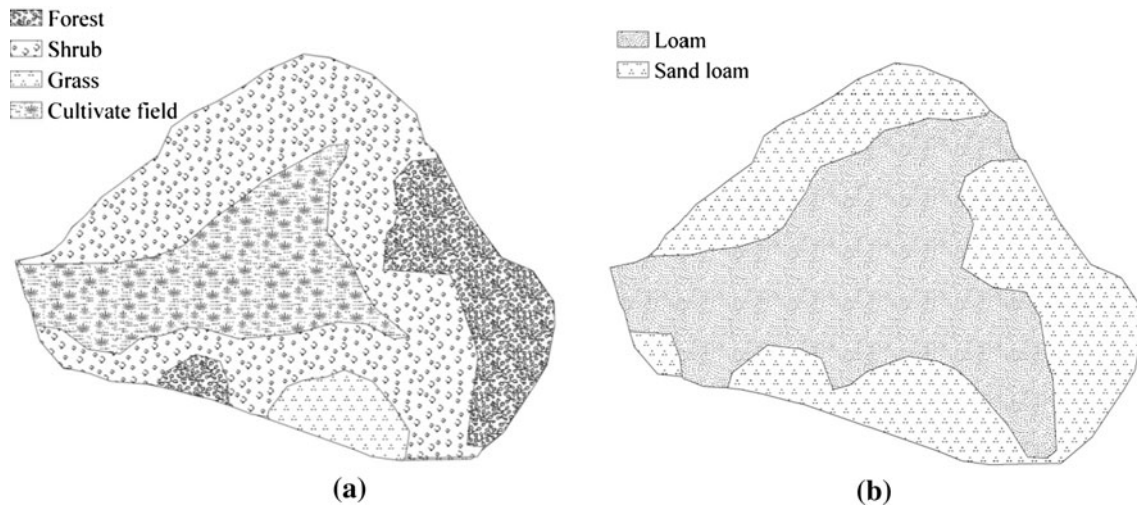 Forest
Shrub
Grass
Cultivate field
(a)
Loam
Sand loam
(b)